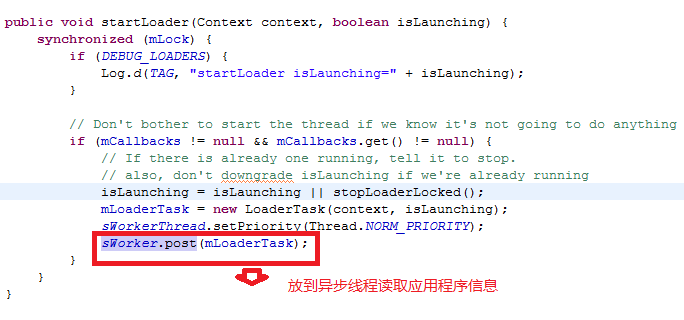 public void startLoader(Context context, boolean isLaunching) {
synchronized (mLock) {
if (DEBUG_LOADERS) {
Log.d(TAG, "startLoader isLaunching=" + isLaunching);
}
// Don't bother to start the thread if we know it's not going to do anything
if (mCallbacks != null && mCallbacks.get() != null) {
// If there is already one running, tell it to stop.
// also, don't downgrade isLaunching if we're already running
isLaunching = isLaunching || stopLoaderLocked();
mLoaderTask = new LoaderTask(context, isLaunching);
sWorkerThread.setPriority(Thread.NORM_PRIORITY);
sWorker.post(mLoaderTask);
}
}
}
放到异步线程读取应用程序信息